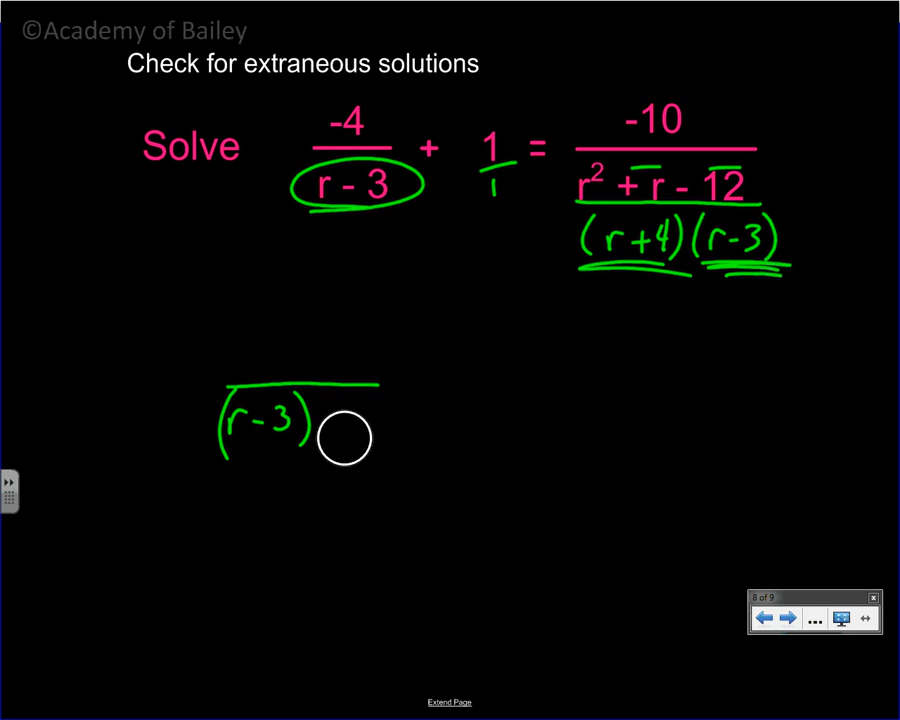 ©Academy of Bailey
Check for extraneous solutions
Solve -4/(r - 3) + 1/1 = -10/(r² + r - 12)
(r+4)(r-3)
(r-3)
8 of 9
x
...
Extend Page